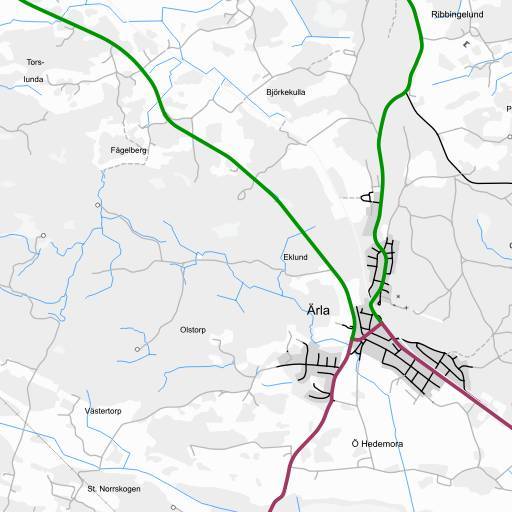 Ribbingelund
Tors-
lunda
Björkekulla
P
Fågelberg
Eklund
Ärla
Olstorp
Västertorp
Ö Hedemora
St. Norrskogen